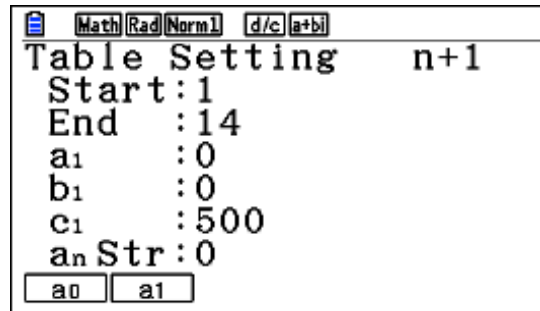 Math Rad Norm1 d/c a+bi
Table Setting n+1
Start:1
End :14
a₁ :0
b₁ :0
c₁ :500
aₙStr:0
a₀ a₁